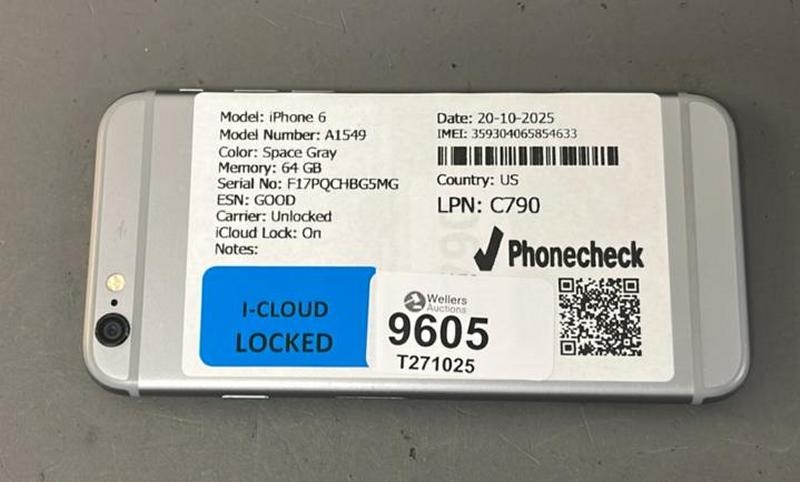 Model: iPhone 6
Model Number: A1549
Color: Space Gray
Memory: 64 GB
Serial No: F17PQCHBG5MG
ESN: GOOD
Carrier: Unlocked
iCloud Lock: On
Notes:
Date: 20-10-2025
IMEI: 359304065854633
Country: US
LPN: C790
Phonecheck
I-CLOUD
LOCKED
Wellers
Auctions
9605
T271025